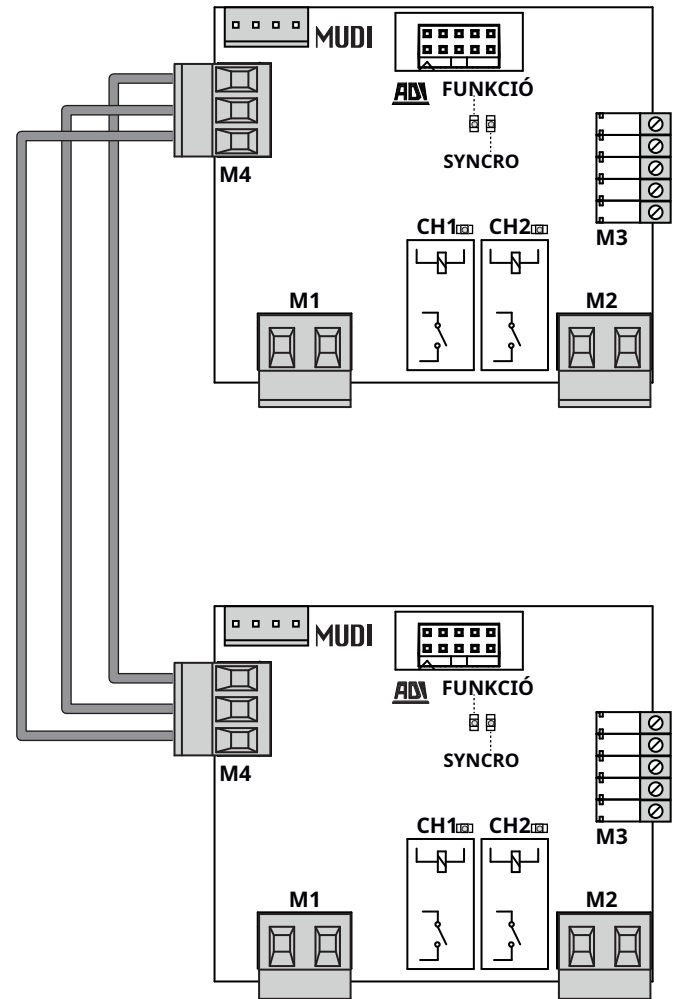 MUDI
ADI FUNKCIÓ
SYNCRO
M4
M3
CH1 CH2
M1
M2
MUDI
ADI FUNKCIÓ
SYNCRO
M4
M3
CH1 CH2
M1
M2